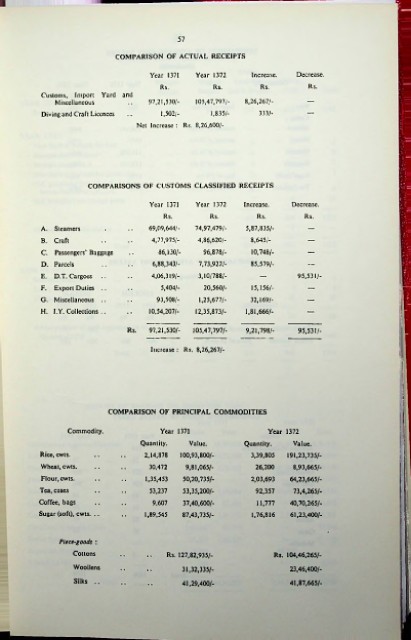 57
COMPARISON OF ACTUAL RECEIPTS
Year 1371 Year 1372 Increase. Decrease.
Rs. Rs. Rs. Rs.
Customs, Import Yard and
Miscellaneous .. 97,21,530/- 105,47,797/- 8,26,267/- —
Diving and Craft Licences .. 1,502/- 1,835/- 333/- —
Net Increase : Rs. 8,26,600/-
COMPARISONS OF CUSTOMS CLASSIFIED RECEIPTS
Year 1371 Year 1372 Increase. Decrease.
Rs. Rs. Rs. Rs.
A. Steamers . .. 69,09,644/- 74,97,479/- 5,87,835/- —
B. Craft .. .. 4,77,975/- 4,86,620/- 8,645/- —
C. Passengers' Baggage .. 86,130/- 96,878/- 10,748/- —
D. Parcels .. .. 6,88,343/- 7,73,922/- 85,579/- —
E. D.T. Cargoes .. .. 4,06,319/- 3,10,788/- — 95,531/-
F. Export Duties .. .. 5,404/- 20,560/- 15,156/- —
G. Miscellaneous .. .. 93,508/- 1,25,677/- 32,169/- —
H. I.Y. Collections .. .. 10,54,207/- 12,35,873/- 1,81,666/- —
Rs. 97,21,530/- 105,47,797/- 9,21,798/- 95,531/-
Increase : Rs. 8,26,267/-
COMPARISON OF PRINCIPAL COMMODITIES
Commodity. Year 1371 Year 1372
Quantity. Value. Quantity. Value.
Rice, cwts. .. .. 2,14,878 100,93,800/- 3,39,803 191,23,735/-
Wheat, cwts. .. .. 30,472 9,81,065/- 26,200 8,93,665/-
Flour, cwts. .. .. 1,35,453 50,20,735/- 2,03,693 64,23,665/-
Tea, cases .. .. 53,237 53,35,200/- 92,357 73,4,265/-
Coffee, bags .. .. 9,607 37,40,600/- 11,777 40,70,265/-
Sugar (soft), cwts. .. .. 1,89,545 87,43,735/- 1,76,816 61,23,400/-
Piece-goods :
Cottons .. .. Rs. 127,82,935/- Rs. 104,46,265/-
Woollens .. 31,32,335/- 23,46,400/-
Silks .. .. .. 41,29,400/- 41,87,665/-